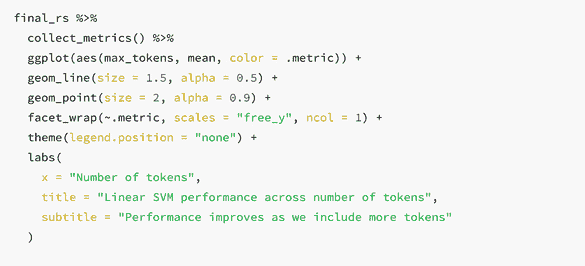 final_rs %>%
  collect_metrics() %>%
  ggplot(aes(max_tokens, mean, color = .metric)) +
  geom_line(size = 1.5, alpha = 0.5) +
  geom_point(size = 2, alpha = 0.9) +
  facet_wrap(~.metric, scales = "free_y", ncol = 1) +
  theme(legend.position = "none") +
  labs(
    x = "Number of tokens",
    title = "Linear SVM performance across number of tokens",
    subtitle = "Performance improves as we include more tokens"
  )